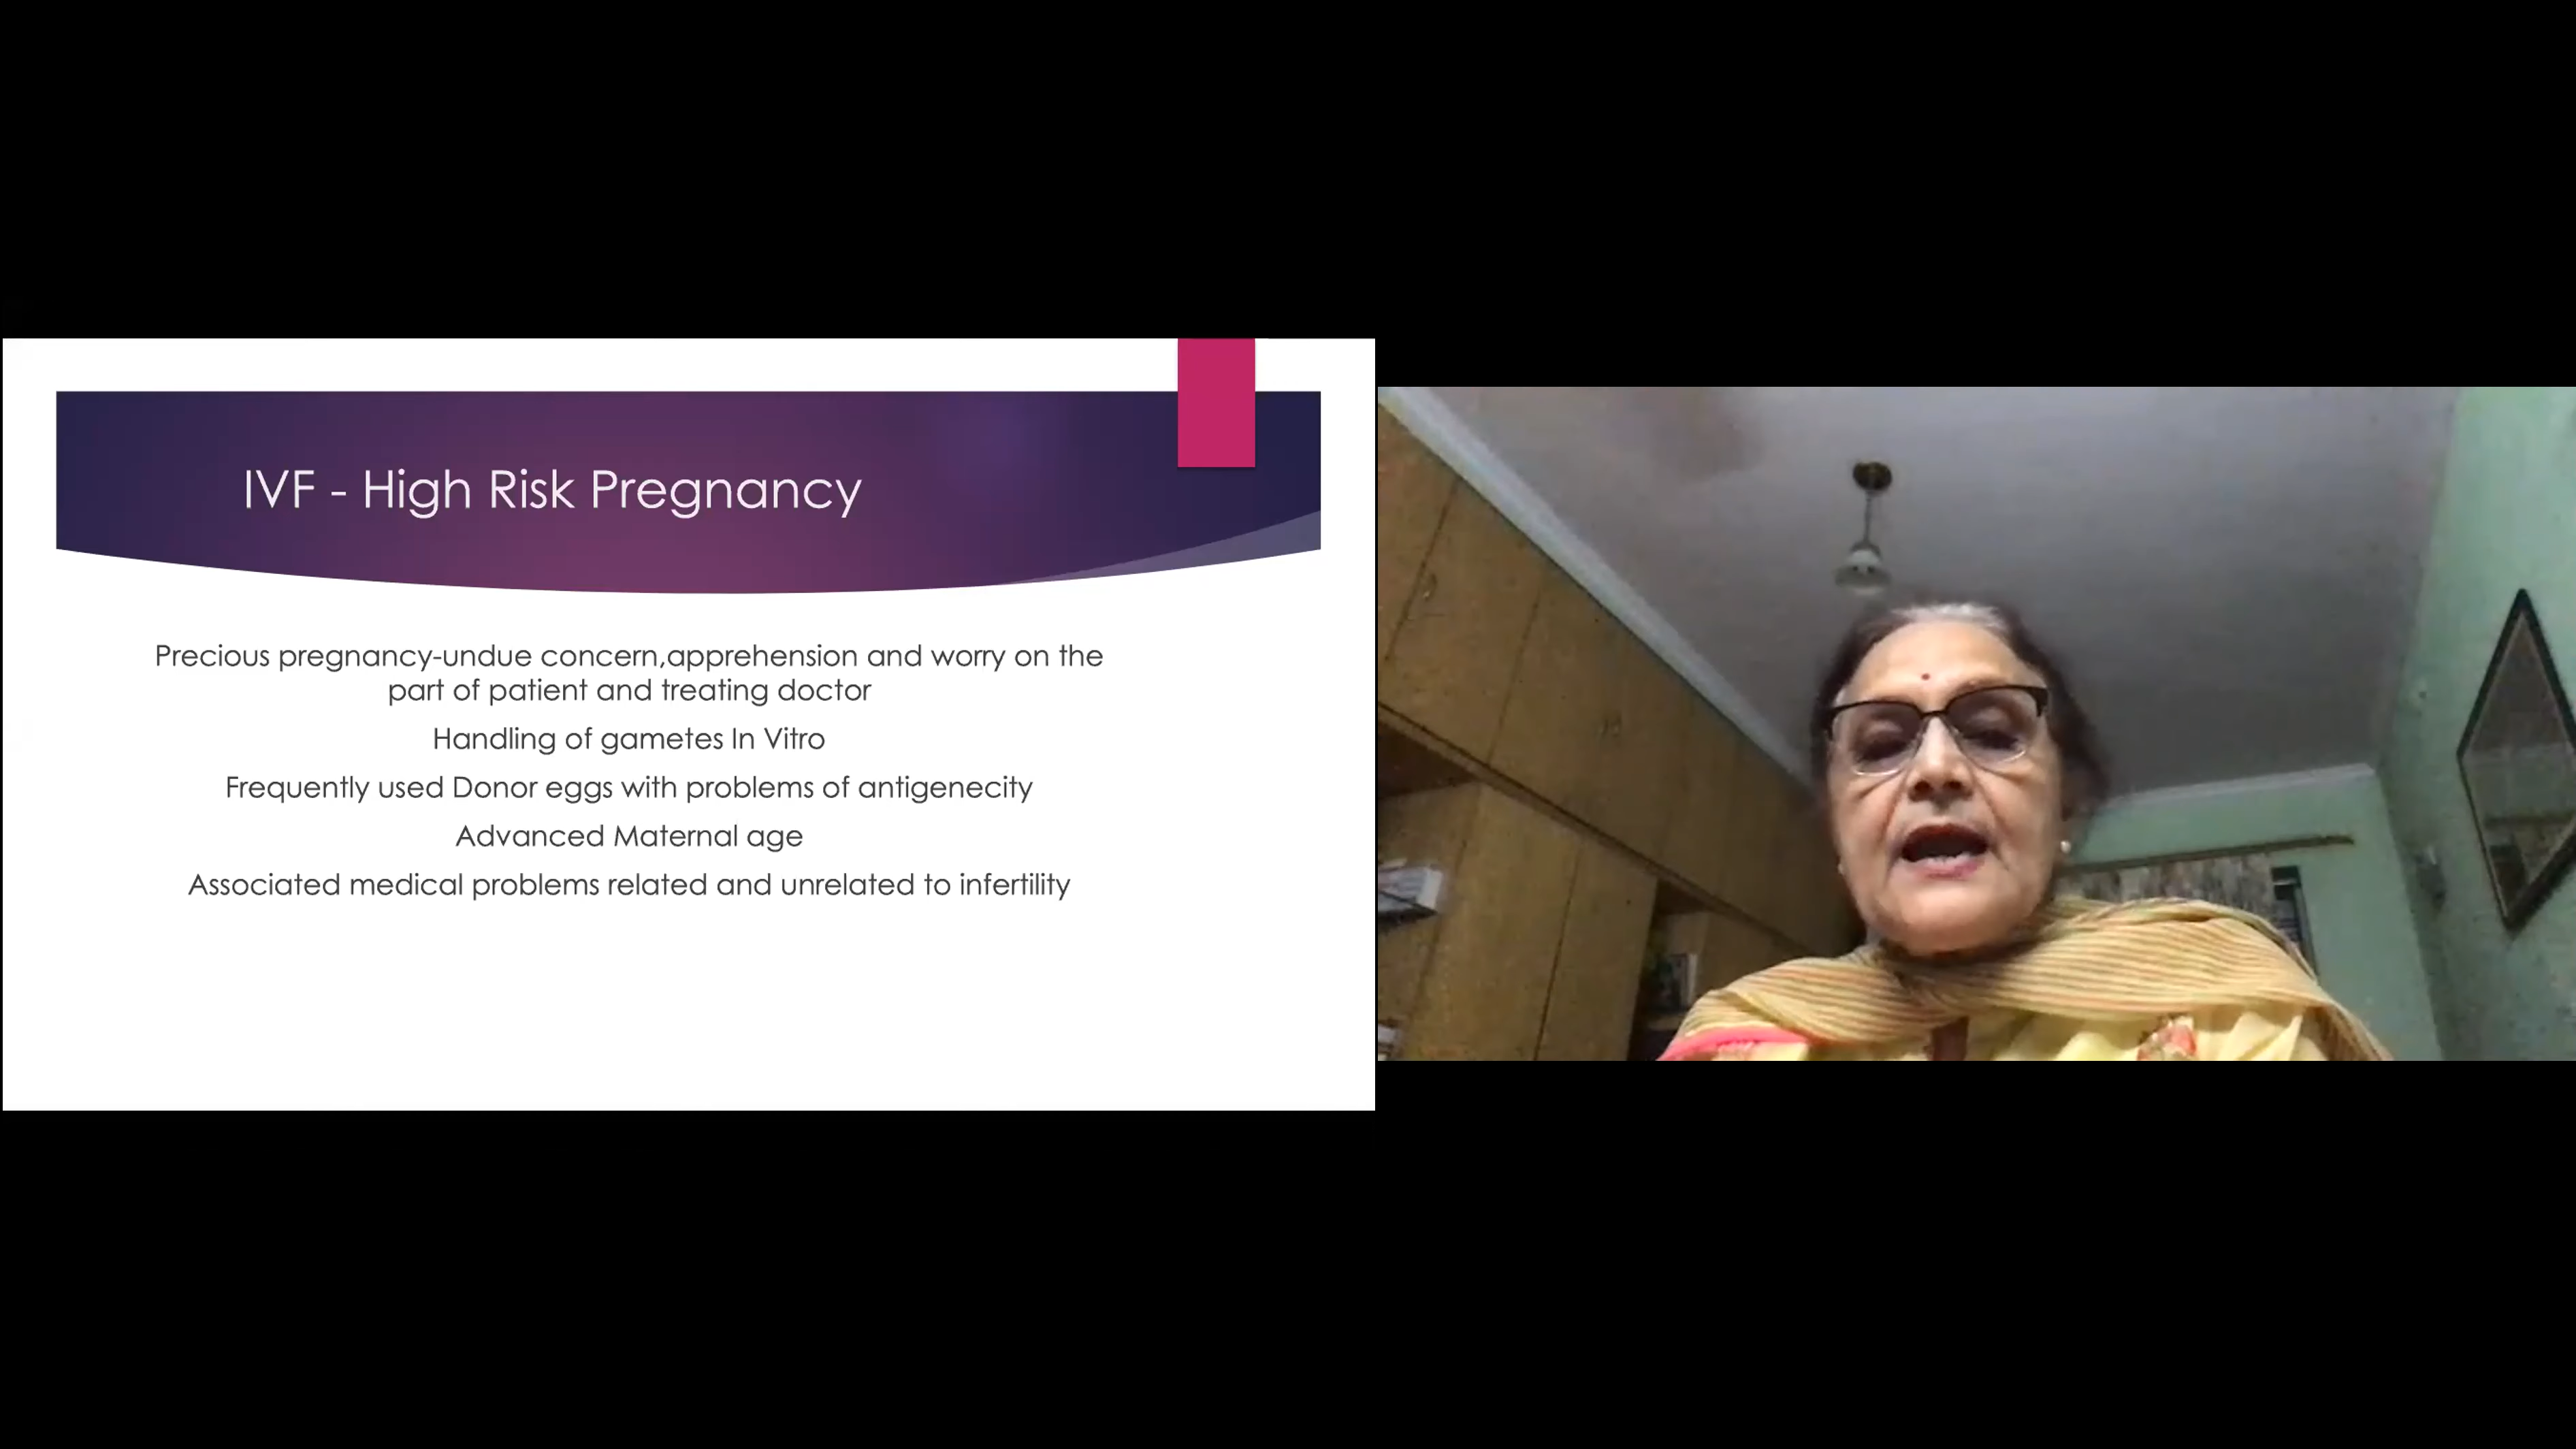 IVF - High Risk Pregnancy
Precious pregnancy-undue concern,apprehension and worry on the
part of patient and treating doctor
Handling of gametes In Vitro
Frequently used Donor eggs with problems of antigenecity
Advanced Maternal age
Associated medical problems related and unrelated to infertility